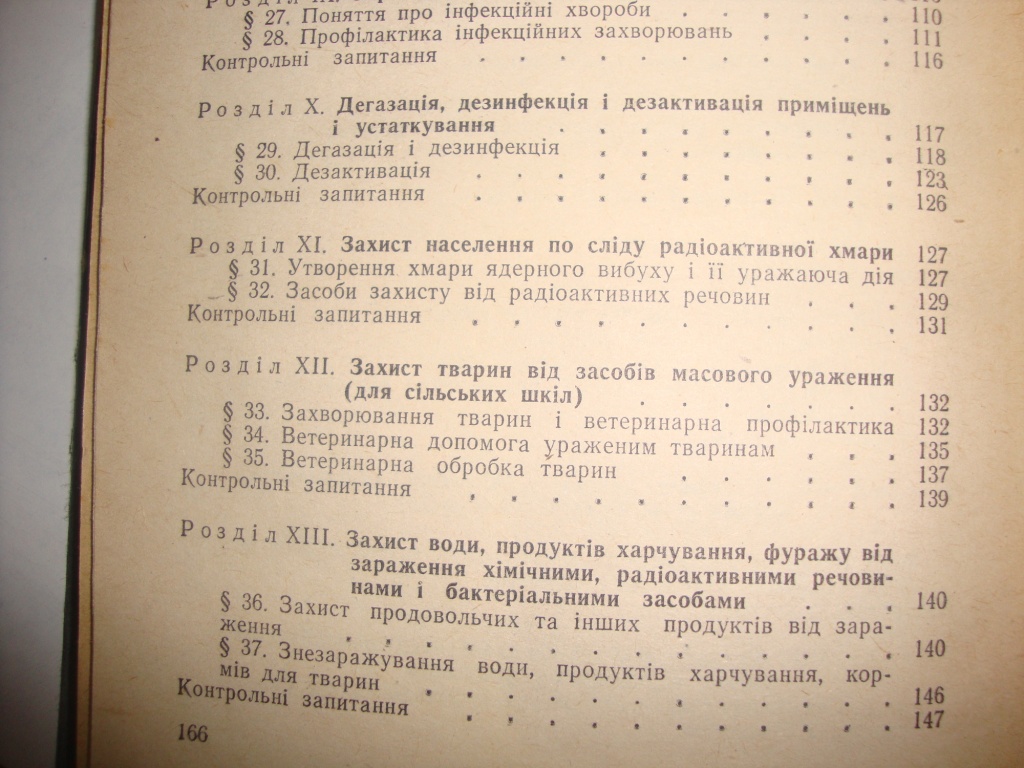 § 27. Поняття про інфекційні хвороби . . . . . . 110
§ 28. Профілактика інфекційних захворювань . . . . 111
Контрольні запитання . . . . . . . . . . . . 116
Розділ X. Дегазація, дезинфекція і дезактивація приміщень
і устаткування . . . . . . . . . 117
§ 29. Дегазація і дезинфекція . . . . . . . . 118
§ 30. Дезактивація . . . . . . . . . . . 123
Контрольні запитання . . . . . . . . . . . 126
Розділ XI. Захист населення по сліду радіоактивної хмари 127
§ 31. Утворення хмари ядерного вибуху і її уражаюча дія 127
§ 32. Засоби захисту від радіоактивних речовин . . . 129
Контрольні запитання . . . . . . . . . . . 131
Розділ XII. Захист тварин від засобів масового ураження
(для сільських шкіл) . . . . . . . 132
§ 33. Захворювання тварин і ветеринарна профілактика 132
§ 34. Ветеринарна допомога ураженим тваринам . . . 135
§ 35. Ветеринарна обробка тварин . . . . . . 137
Контрольні запитання . . . . . . . . . . . 139
Розділ XIII. Захист води, продуктів харчування, фуражу від
зараження хімічними, радіоактивними речови-
нами і бактеріальними засобами . . . 140
§ 36. Захист продовольчих та інших продуктів від зара-
ження . . . . . . . . . . . . . . 140
§ 37. Знезаражування води, продуктів харчування, кор-
мів для тварин . . . . . . . . . . . . 146
Контрольні запитання . . . . . . . . . . . 147
166